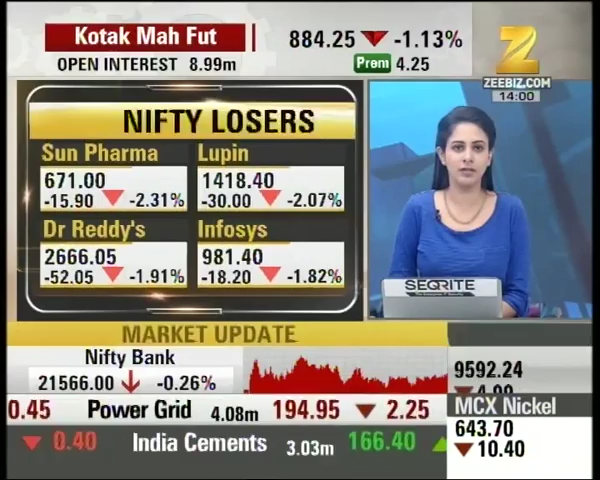 Kotak Mah Fut
884.25 -1.13%
OPEN INTEREST 8.99m
Prem 4.25
Z
ZEEBIZ.COM
14:00
NIFTY LOSERS
Sun Pharma
671.00
-15.90 -2.31%
Lupin
1418.40
-30.00 -2.07%
Dr Reddy's
2666.05
-52.05 -1.91%
Infosys
981.40
-18.20 -1.82%
SEQRITE
MARKET UPDATE
Nifty Bank
21566.00 -0.26%
9592.24
0.45 Power Grid 4.08m 194.95 2.25
MCX Nickel
643.70
10.40
0.40 India Cements 3.03m 166.40